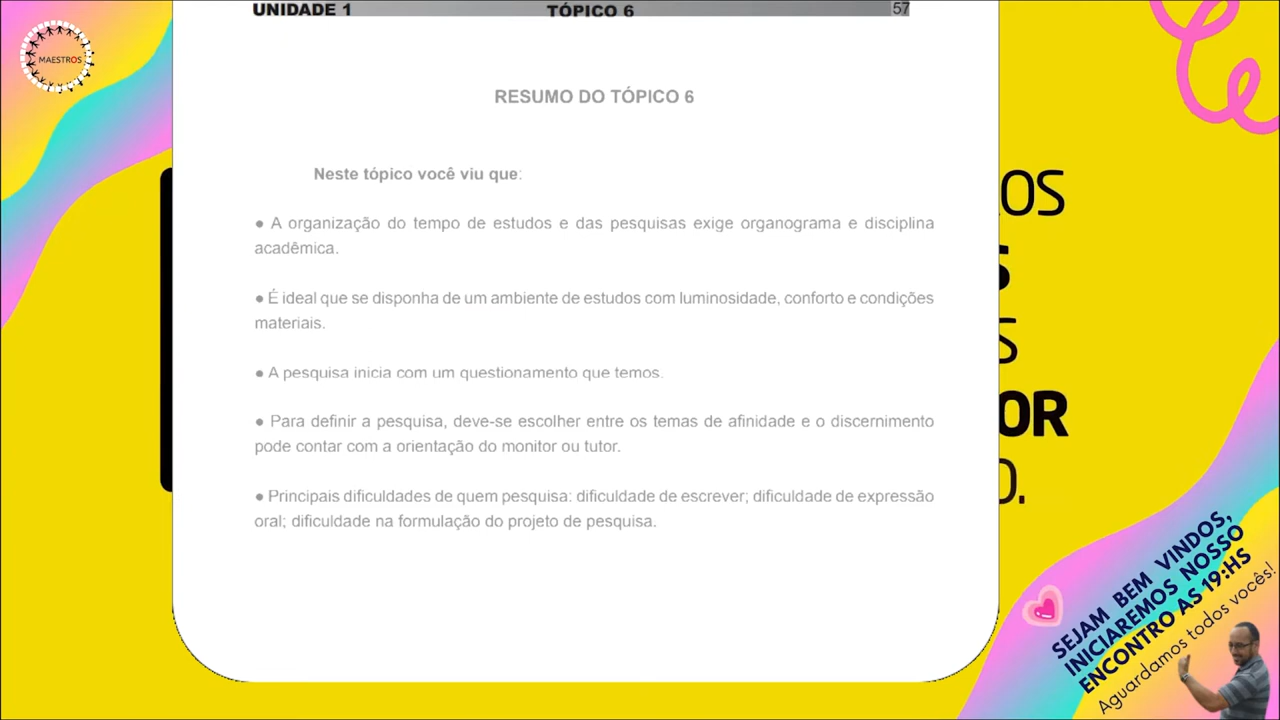 UNIDADE 1 TÓPICO 6 57
MAESTROS
RESUMO DO TÓPICO 6
Neste tópico você viu que:
● A organização do tempo de estudos e das pesquisas exige organograma e disciplina
acadêmica.
● É ideal que se disponha de um ambiente de estudos com luminosidade, conforto e condições
materiais.
● A pesquisa inicia com um questionamento que temos.
● Para definir a pesquisa, deve-se escolher entre os temas de afinidade e o discernimento
pode contar com a orientação do monitor ou tutor.
● Principais dificuldades de quem pesquisa: dificuldade de escrever; dificuldade de expressão
oral; dificuldade na formulação do projeto de pesquisa.
SEJAM BEM VINDOS,
INICIAREMOS NOSSO
ENCONTRO AS 19:HS
Aguardamos todos vocês!